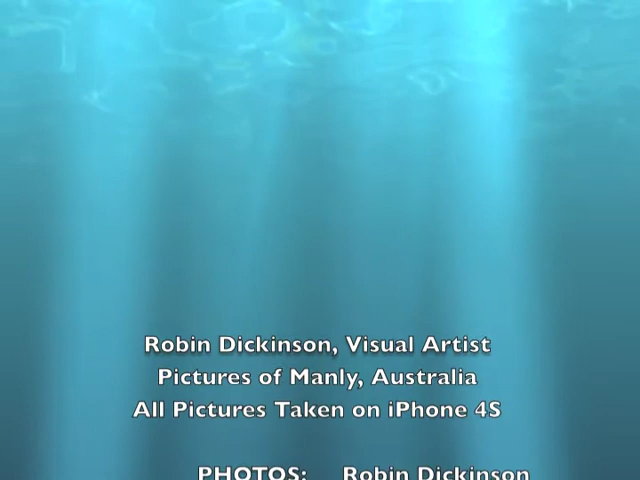 Robin Dickinson, Visual Artist
Pictures of Manly, Australia
All Pictures Taken on iPhone 4S
PHOTOS: Robin Dickinson